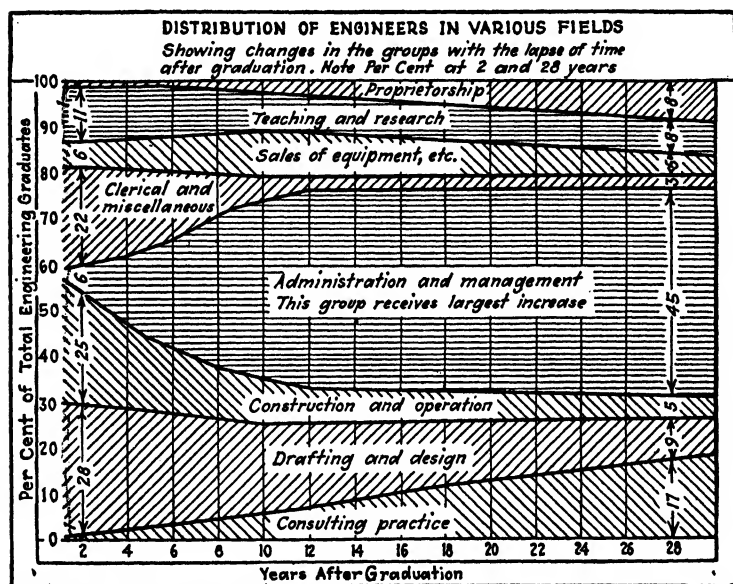 DISTRIBUTION OF ENGINEERS IN VARIOUS FIELDS
Showing changes in the groups with the lapse of time
after graduation. Note Per Cent at 2 and 28 years
Per Cent of Total Engineering Graduates
100
90
80
70
60
50
40
30
20
10
0
Proprietorship
Teaching and research
Sales of equipment, etc.
Clerical and
miscellaneous
Administration and management
This group receives largest increase
Construction and operation
Drafting and design
Consulting practice
11
6
22
6
25
28
8
8
6
3
45
5
9
17
2 4 6 8 10 12 14 16 18 20 22 24 26 28
Years After Graduation